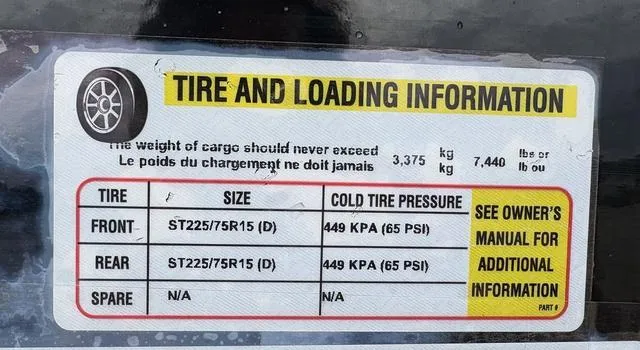 TIRE AND LOADING INFORMATION
The weight of cargo should never exceed 3,375 kg 7,440 lbs or
Le poids du chargement ne doit jamais kg lb ou
TIRE SIZE COLD TIRE PRESSURE
FRONT ST225/75R15 (D) 449 KPA (65 PSI)
REAR ST225/75R15 (D) 449 KPA (65 PSI)
SPARE N/A N/A
SEE OWNER'S
MANUAL FOR
ADDITIONAL
INFORMATION
PART #